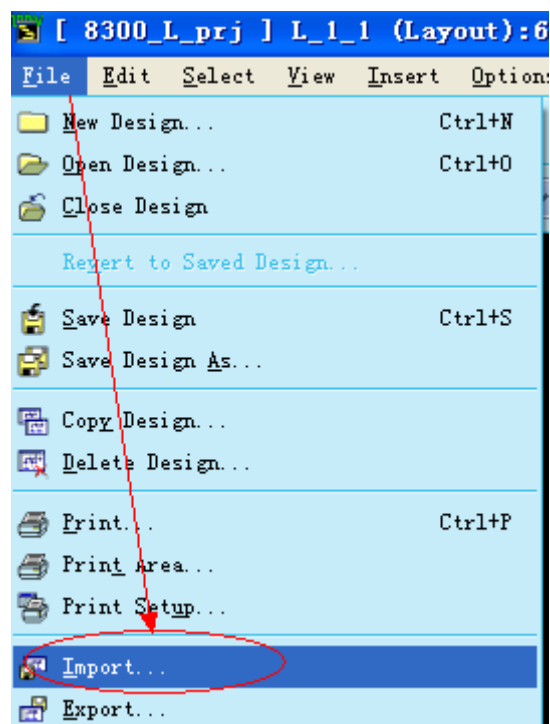 [ 8300_L_prj ] L_1_1 (Layout):6
File Edit Select View Insert Option
New Design... Ctrl+N
Open Design... Ctrl+O
Close Design
Revert to Saved Design...
Save Design Ctrl+S
Save Design As...
Copy Design...
Delete Design...
Print... Ctrl+P
Print Area...
Print Setup...
Import...
Export...